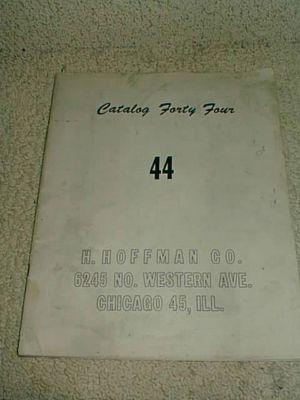 Catalog Forty Four
44
H. HOFFMAN CO.
6245 NO. WESTERN AVE.
CHICAGO 45, ILL.